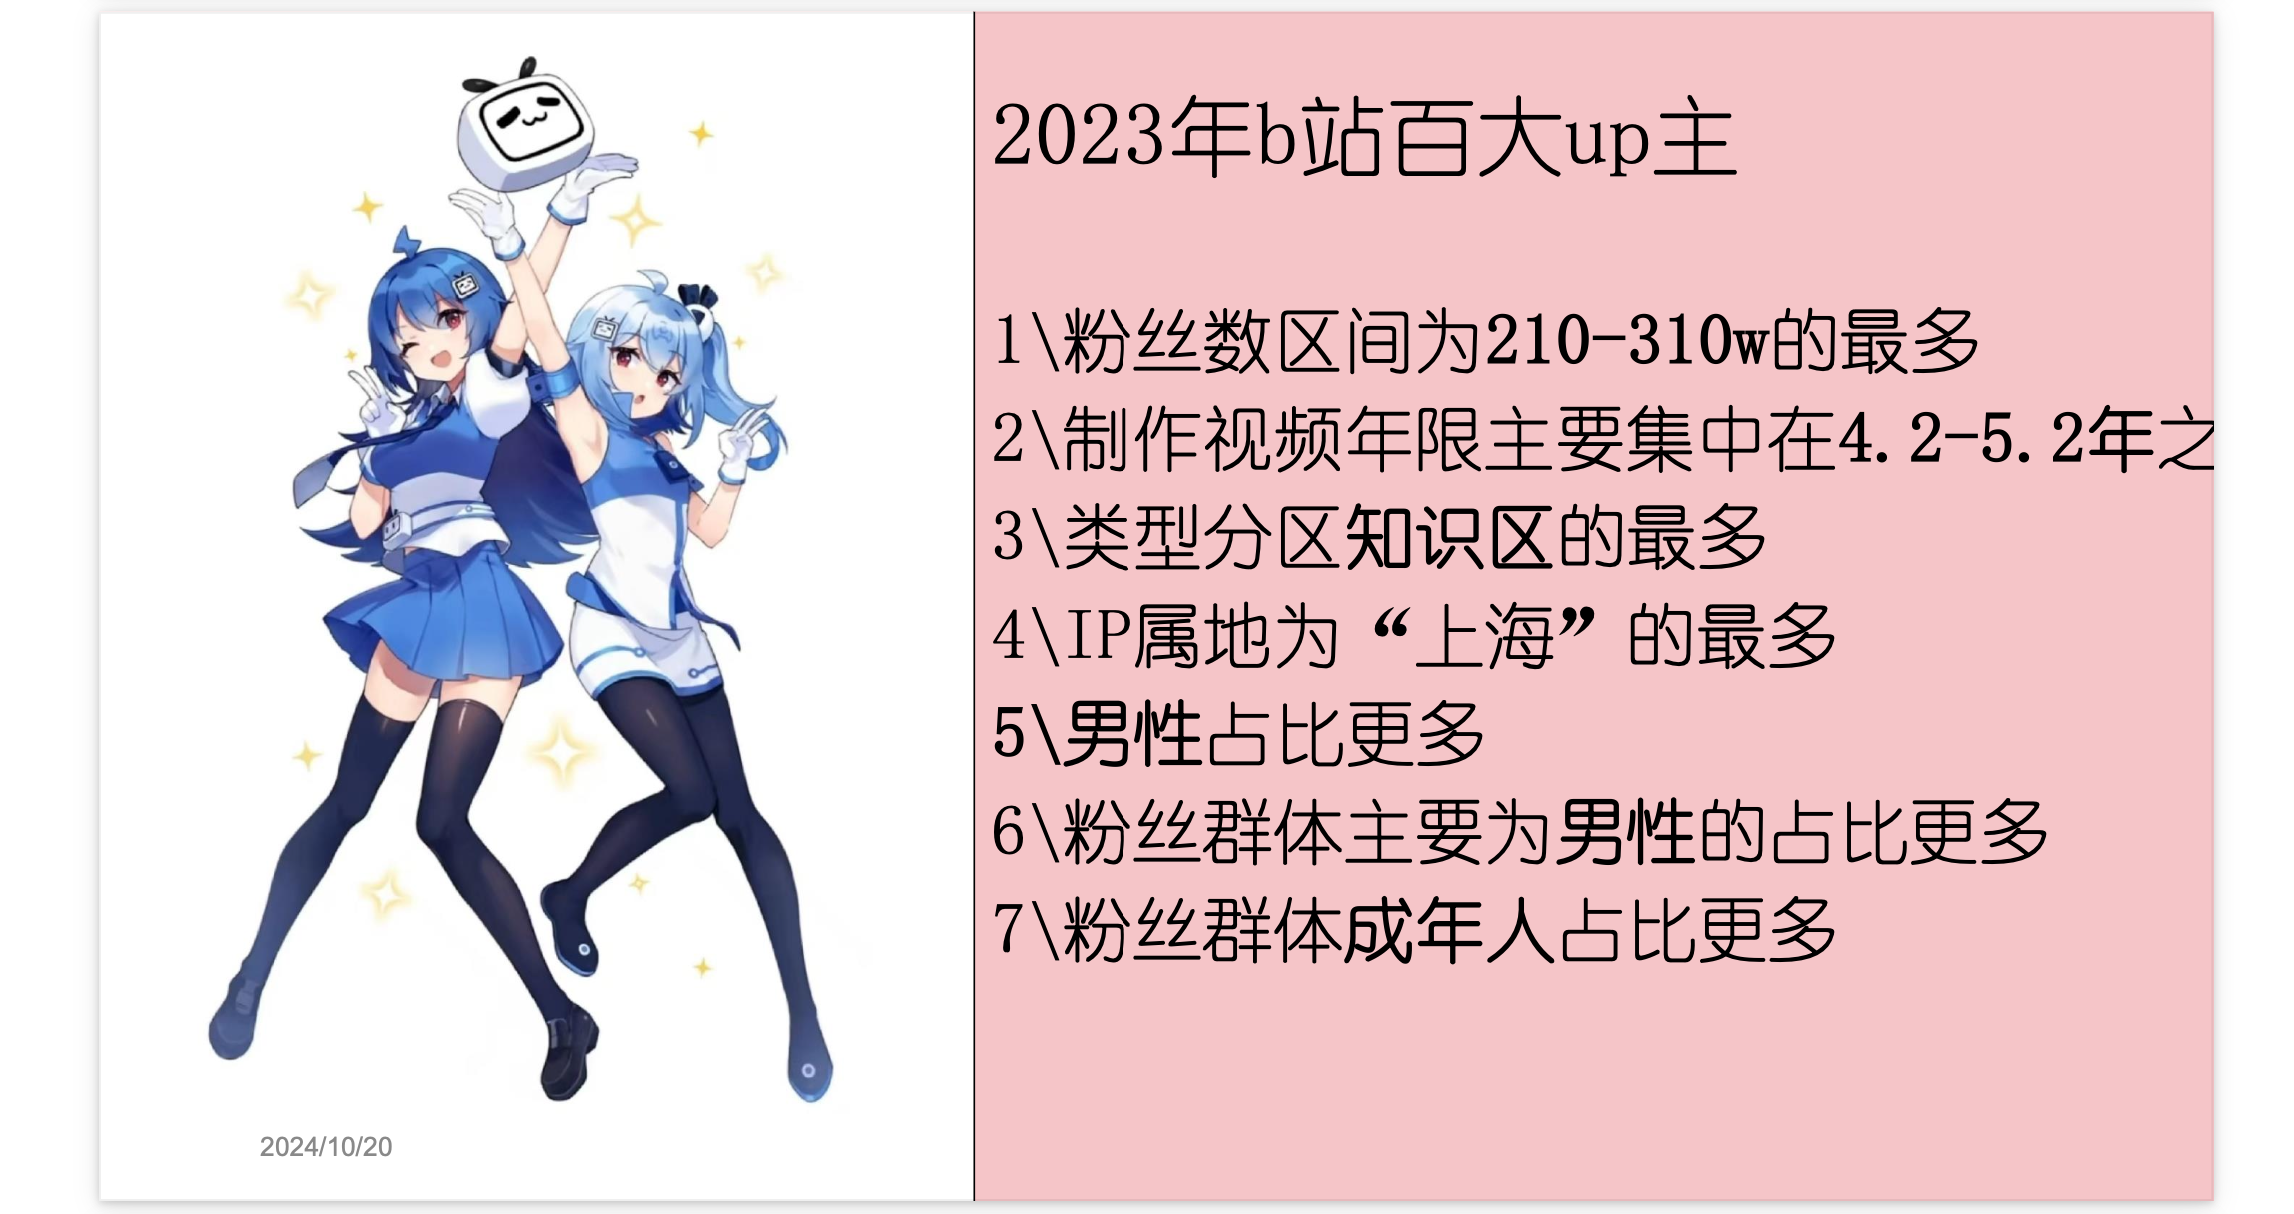 2023年b站百大up主
1\粉丝数区间为210-310w的最多
2\制作视频年限主要集中在4.2-5.2年之
3\类型分区知识区的最多
4\IP属地为“上海”的最多
5\男性占比更多
6\粉丝群体主要为男性的占比更多
7\粉丝群体成年人占比更多
2024/10/20